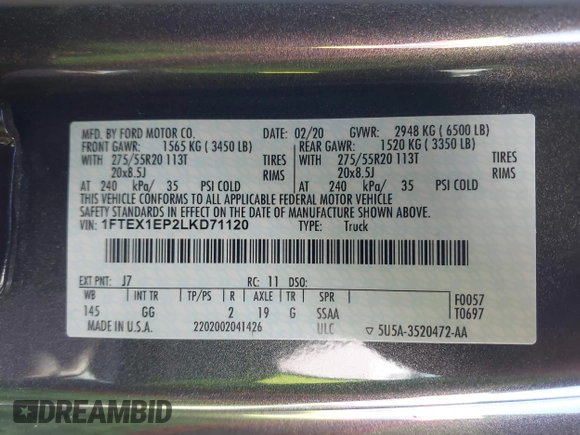 MFD. BY FORD MOTOR CO. DATE: 02/20 GVWR: 2948 KG ( 6500 LB)
FRONT GAWR: 1565 KG ( 3450 LB) REAR GAWR: 1520 KG ( 3350 LB)
WITH 275/55R20 113T TIRES WITH 275/55R20 113T TIRES
20x8.5J RIMS 20x8.5J RIMS
AT 240 kPa/ 35 PSI COLD AT 240 kPa/ 35 PSI COLD
THIS VEHICLE CONFORMS TO ALL APPLICABLE FEDERAL MOTOR VEHICLE
SAFETY STANDARDS IN EFFECT ON THE DATE OF MANUFACTURE SHOWN ABOVE.
VIN: 1FTEX1EP2LKD71120 TYPE: Truck
EXT PNT: J7 RC: 11 DSO:
WB INT TR TP/PS R AXLE TR SPR F0057
145 GG 2 19 G SSAA T0697
MADE IN U.S.A. 2202002041426 ULC ▽ 5U5A-3520472-AA
DREAMBID